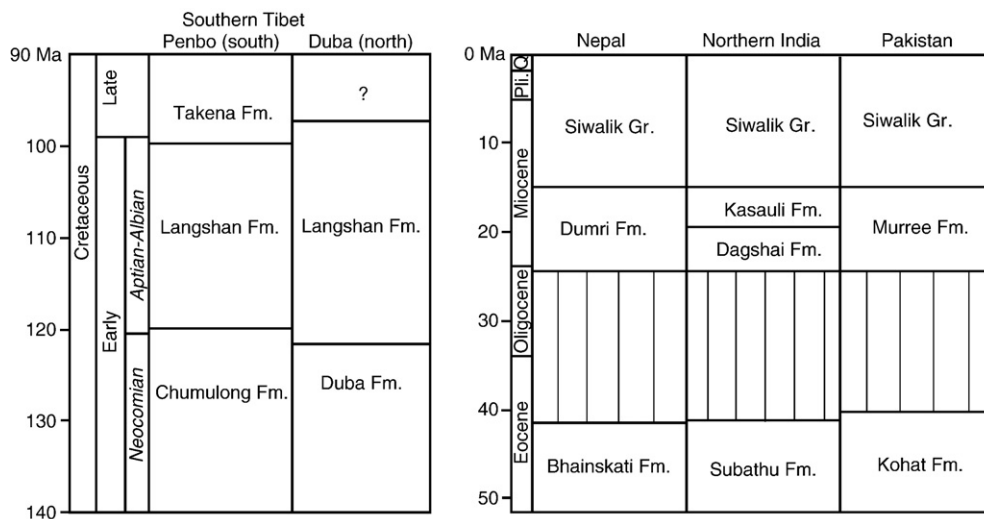 Southern Tibet
Penbo (south) Duba (north)
90 Ma
100
110
120
130
140
Cretaceous
Late
Early
Aptian-Albian
Neocomian
Takena Fm.
?
Langshan Fm.
Langshan Fm.
Chumulong Fm.
Duba Fm.
Nepal Northern India Pakistan
0 Ma
10
20
30
40
50
Q
Pli.
Miocene
Oligocene
Eocene
Siwalik Gr.
Siwalik Gr.
Siwalik Gr.
Dumri Fm.
Kasauli Fm.
Dagshai Fm.
Murree Fm.
Bhainskati Fm.
Subathu Fm.
Kohat Fm.